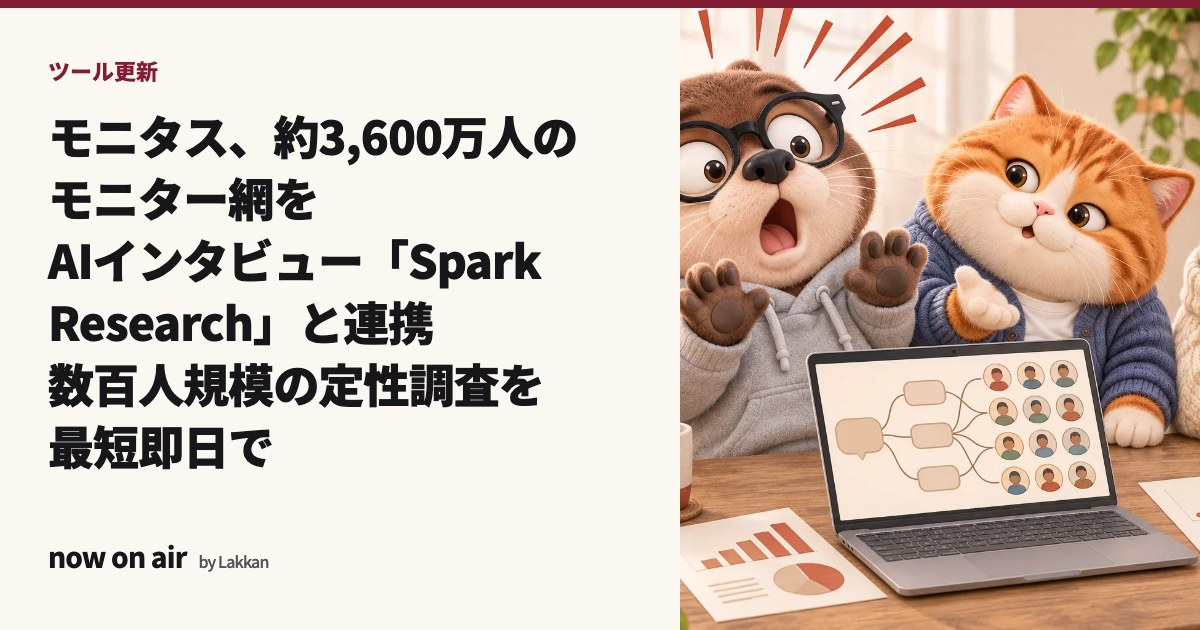 ツール更新
モニタス、約3,600万人の
モニター網を
AIインタビュー「Spark
Research」と連携
数百人規模の定性調査を
最短即日で
now on air by Lakkan